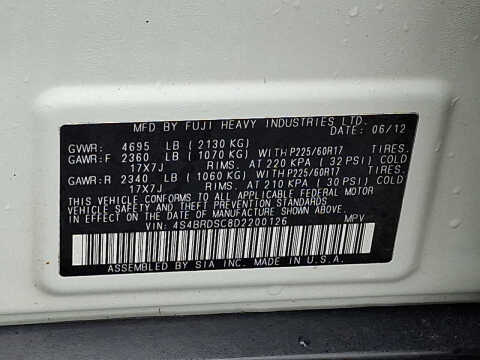 MFD BY FUJI HEAVY INDUSTRIES LTD.
DATE: 06/12
GVWR: 4695 LB (2130 KG) TIRES.
GAWR:F 2360 LB (1070 KG) WITH P225/60R17
17X7J RIMS. AT 220 KPA (32 PSI) COLD
GAWR:R 2340 LB (1060 KG) WITH P225/60R17 TIRES.
17X7J RIMS. AT 210 KPA (30 PSI) COLD
THIS VEHICLE CONFORMS TO ALL APPLICABLE FEDERAL MOTOR
VEHICLE SAFETY AND THEFT PREVENTION STANDARDS
IN EFFECT ON THE DATE OF MANUFACTURE SHOWN ABOVE.
VIN: 4S4BRDSC8D2200126 MPV
ASSEMBLED BY SIA INC. MADE IN U.S.A.